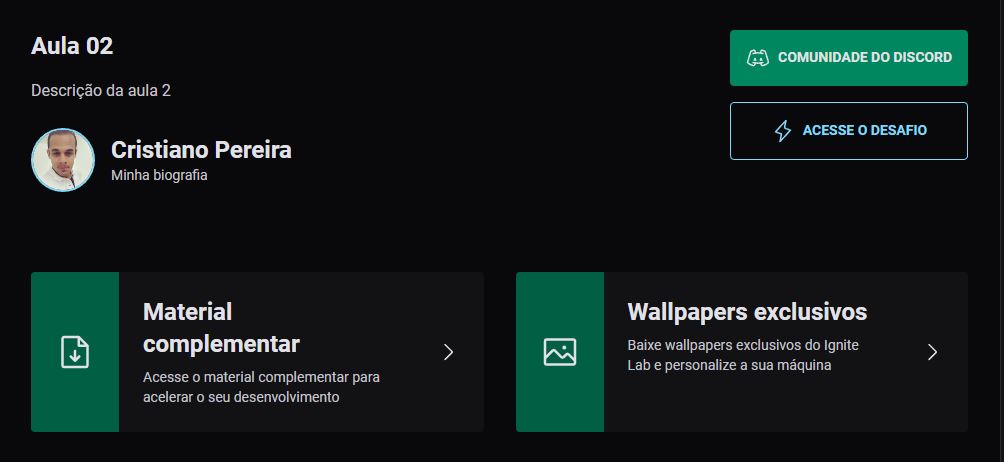 Aula 02
Descrição da aula 2
Cristiano Pereira
Minha biografia
COMUNIDADE DO DISCORD
ACESSE O DESAFIO
Material
complementar
Acesse o material complementar para
acelerar o seu desenvolvimento
Wallpapers exclusivos
Baixe wallpapers exclusivos do Ignite
Lab e personalize a sua máquina